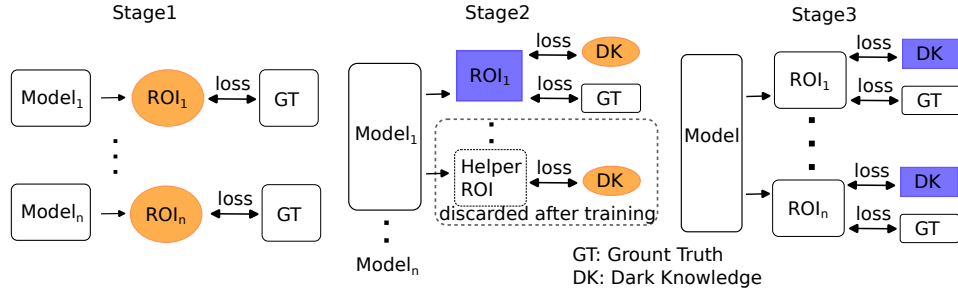 Stage1
Model1
ROI1
loss
GT
Modeln
ROIn
loss
GT
Stage2
Model1
ROI1
loss
DK
loss
GT
Helper
ROI
loss
DK
discarded after training
Modeln
Stage3
Model
ROI1
loss
DK
loss
GT
ROIn
loss
DK
loss
GT
GT: Grount Truth
DK: Dark Knowledge